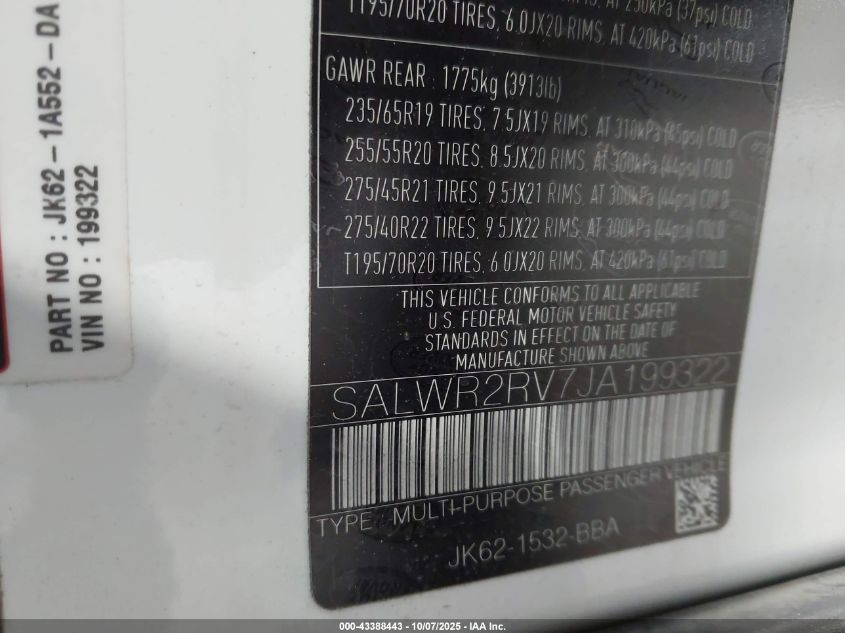 PART NO : JK62-1A552-DA
VIN NO : 199322
T195/70R20 TIRES, 6.0JX20 RIMS, AT 420kPa (61psi) COLD
GAWR REAR : 1775kg (3913lb)
235/65R19 TIRES, 7.5JX19 RIMS, AT 310kPa (45psi) COLD
255/55R20 TIRES, 8.5JX20 RIMS, AT 300kPa (44psi) COLD
275/45R21 TIRES, 9.5JX21 RIMS, AT 300kPa (44psi) COLD
275/40R22 TIRES, 9.5JX22 RIMS, AT 300kPa (44psi) COLD
T195/70R20 TIRES, 6.0JX20 RIMS, AT 420kPa (61psi) COLD
THIS VEHICLE CONFORMS TO ALL APPLICABLE
U.S. FEDERAL MOTOR VEHICLE SAFETY
STANDARDS IN EFFECT ON THE DATE OF
MANUFACTURE SHOWN ABOVE
SALWR2RV7JA199322
TYPE : MULTI-PURPOSE PASSENGER VEHICLE
JK62-1532-BBA
000-43388443 - 10/07/2025 - IAA Inc.